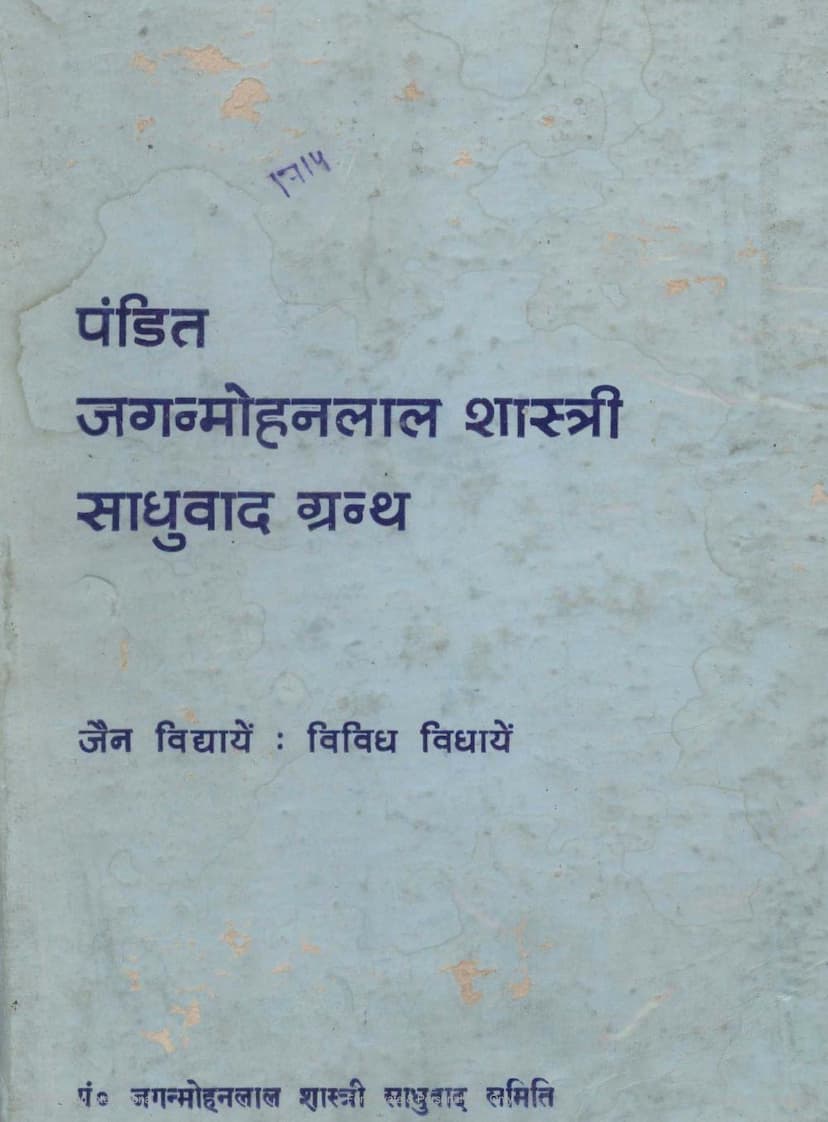 पंडित
जगन्मोहनलाल शास्त्री
साधुवाद ग्रन्थ
जैन विद्यायें : विविध विधायें
पं० जगन्मोहनलाल शास्त्री साधुवाद समिति